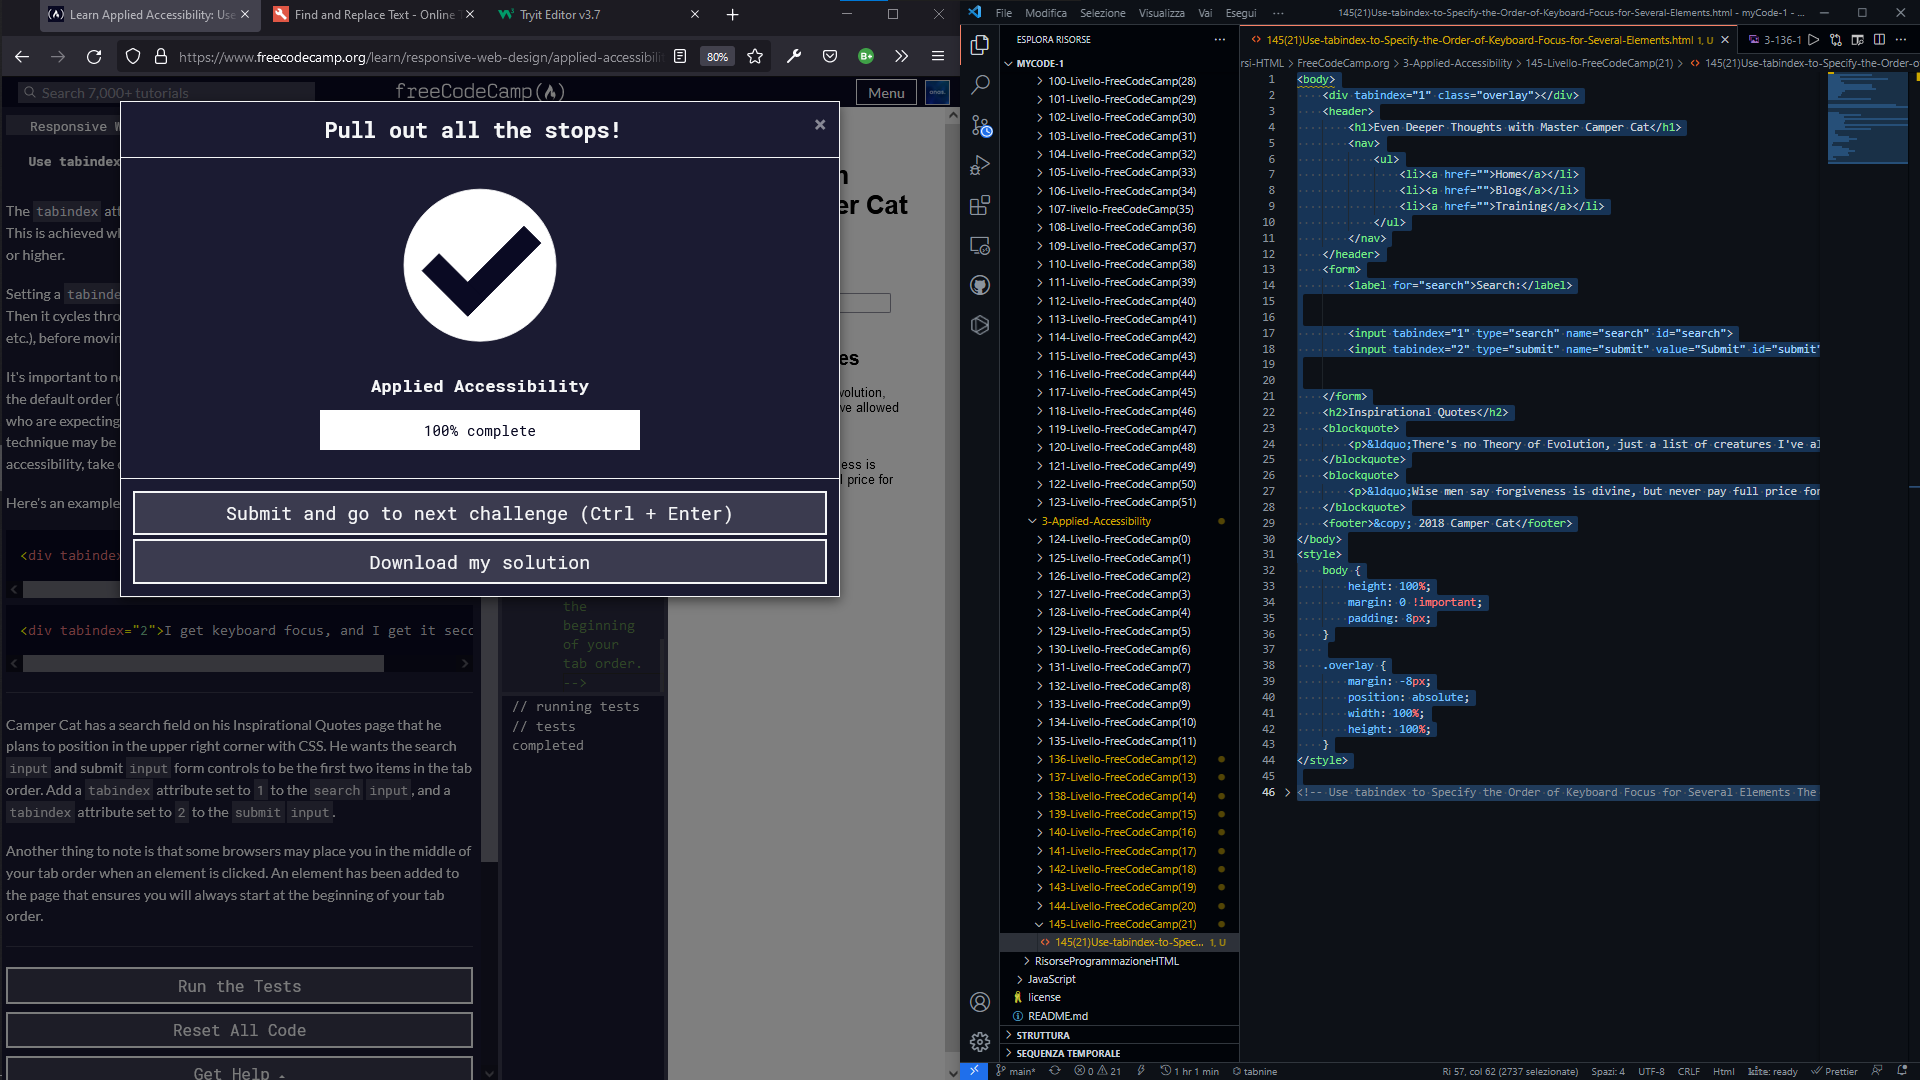 Learn Applied Accessibility: Use
Find and Replace Text - Online T
Tryit Editor v3.7
https://www.freecodecamp.org/learn/responsive-web-design/applied-accessibilit
80%
Search 7,000+ tutorials
freeCodeCamp(🔥)
Menu
Responsive W
Use tabindex
The tabindex att
This is achieved wh
or higher.
Setting a tabinde
Then it cycles thro
etc.), before movin
It's important to n
the default order (
who are expecting
technique may be
accessibility, take
Here's an example
<div tabindex
<div tabindex="2">I get keyboard focus, and I get it seco
Camper Cat has a search field on his Inspirational Quotes page that he
plans to position in the upper right corner with CSS. He wants the search
input and submit input form controls to be the first two items in the tab
order. Add a tabindex attribute set to 1 to the search input, and a
tabindex attribute set to 2 to the submit input.
Another thing to note is that some browsers may place you in the middle of
your tab order when an element is clicked. An element has been added to
the page that ensures you will always start at the beginning of your tab
order.
Run the Tests
Reset All Code
Get Help
Pull out all the stops!
×
Applied Accessibility
100% complete
Submit and go to next challenge (Ctrl + Enter)
Download my solution
the
beginning
of your
tab order.
-->
// running tests
// tests
completed
er Cat
es
volution,
ve allowed
ess is
l price for
File Modifica Selezione Visualizza Vai Esegui ···
145(21)Use-tabindex-to-Specify-the-Order-of-Keyboard-Focus-for-Several-Elements.html - myCode-1 - ...
ESPLORA RISORSE
MYCODE-1
100-Livello-FreeCodeCamp(28)
101-Livello-FreeCodeCamp(29)
102-Livello-FreeCodeCamp(30)
103-Livello-FreeCodeCamp(31)
104-Livello-FreeCodeCamp(32)
105-Livello-FreeCodeCamp(33)
106-Livello-FreeCodeCamp(34)
107-livello-FreeCodeCamp(35)
108-Livello-FreeCodeCamp(36)
109-Livello-FreeCodeCamp(37)
110-Livello-FreeCodeCamp(38)
111-Livello-FreeCodeCamp(39)
112-Livello-FreeCodeCamp(40)
113-Livello-FreeCodeCamp(41)
114-Livello-FreeCodeCamp(42)
115-Livello-FreeCodeCamp(43)
116-Livello-FreeCodeCamp(44)
117-Livello-FreeCodeCamp(45)
118-Livello-FreeCodeCamp(46)
119-Livello-FreeCodeCamp(47)
120-Livello-FreeCodeCamp(48)
121-Livello-FreeCodeCamp(49)
122-Livello-FreeCodeCamp(50)
123-Livello-FreeCodeCamp(51)
3-Applied-Accessibility
124-Livello-FreeCodeCamp(0)
125-Livello-FreeCodeCamp(1)
126-Livello-FreeCodeCamp(2)
127-Livello-FreeCodeCamp(3)
128-Livello-FreeCodeCamp(4)
129-Livello-FreeCodeCamp(5)
130-Livello-FreeCodeCamp(6)
131-Livello-FreeCodeCamp(7)
132-Livello-FreeCodeCamp(8)
133-Livello-FreeCodeCamp(9)
134-Livello-FreeCodeCamp(10)
135-Livello-FreeCodeCamp(11)
136-Livello-FreeCodeCamp(12)
137-Livello-FreeCodeCamp(13)
138-Livello-FreeCodeCamp(14)
139-Livello-FreeCodeCamp(15)
140-Livello-FreeCodeCamp(16)
141-Livello-FreeCodeCamp(17)
142-Livello-FreeCodeCamp(18)
143-Livello-FreeCodeCamp(19)
144-Livello-FreeCodeCamp(20)
145-Livello-FreeCodeCamp(21)
145(21)Use-tabindex-to-Spec... 1, U
RisorseProgrammazioneHTML
JavaScript
license
README.md
STRUTTURA
SEQUENZA TEMPORALE
145(21)Use-tabindex-to-Specify-the-Order-of-Keyboard-Focus-for-Several-Elements.html 1, U
3-136-1
rsi-HTML > FreeCodeCamp.org > 3-Applied-Accessibility > 145-Livello-FreeCodeCamp(21) > 145(21)Use-tabindex-to-Specify-the-Order-o
1 <body>
2 <div tabindex="1" class="overlay"></div>
3 <header>
4 <h1>Even Deeper Thoughts with Master Camper Cat</h1>
5 <nav>
6 <ul>
7 <li><a href="">Home</a></li>
8 <li><a href="">Blog</a></li>
9 <li><a href="">Training</a></li>
10 </ul>
11 </nav>
12 </header>
13 <form>
14 <label for="search">Search:</label>
15
16
17 <input tabindex="1" type="search" name="search" id="search">
18 <input tabindex="2" type="submit" name="submit" value="Submit" id="submit"
19
20
21 </form>
22 <h2>Inspirational Quotes</h2>
23 <blockquote>
24 <p>&ldquo;There's no Theory of Evolution, just a list of creatures I've al
25 </blockquote>
26 <blockquote>
27 <p>&ldquo;Wise men say forgiveness is divine, but never pay full price for
28 </blockquote>
29 <footer>&copy; 2018 Camper Cat</footer>
30 </body>
31 <style>
32 body {
33 height: 100%;
34 margin: 0 !important;
35 padding: 8px;
36 }
37
38 .overlay {
39 margin: -8px;
40 position: absolute;
41 width: 100%;
42 height: 100%;
43 }
44 </style>
45
46 <!-- Use tabindex to Specify the Order of Keyboard Focus for Several Elements The
main* 0 21 1 hr 1 min tabnine
Ri 57, col 62 (2737 selezionate) Spazi: 4 UTF-8 CRLF Html kite: ready Prettier